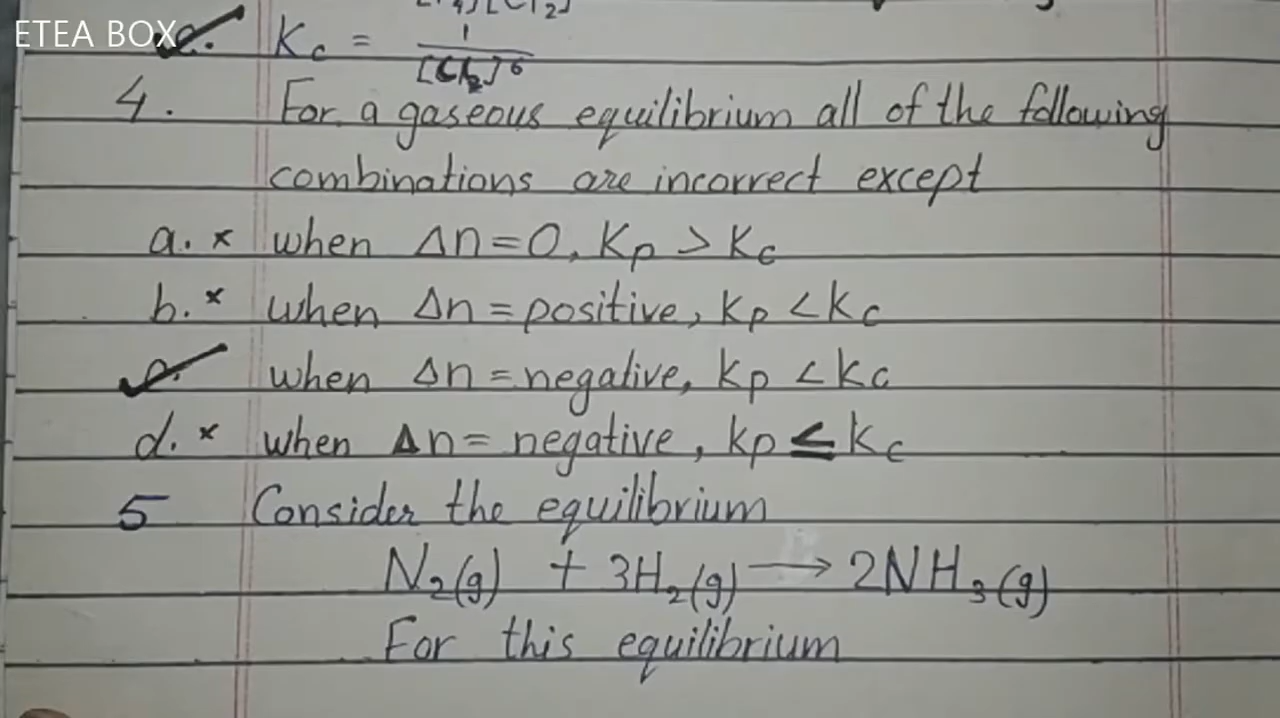 [P4][Cl2]
ETEA BOX
c. Kc = 1
[Cl2]6
4. For a gaseous equilibrium all of the following
combinations are incorrect except
a. × when Δn = 0, Kp > Kc
b. × when Δn = positive, Kp < Kc
c. when Δn = negative, Kp < Kc
d. × when Δn = negative, Kp ≤ Kc
5 Consider the equilibrium
N2(g) + 3H2(g) → 2NH3(g)
For this equilibrium